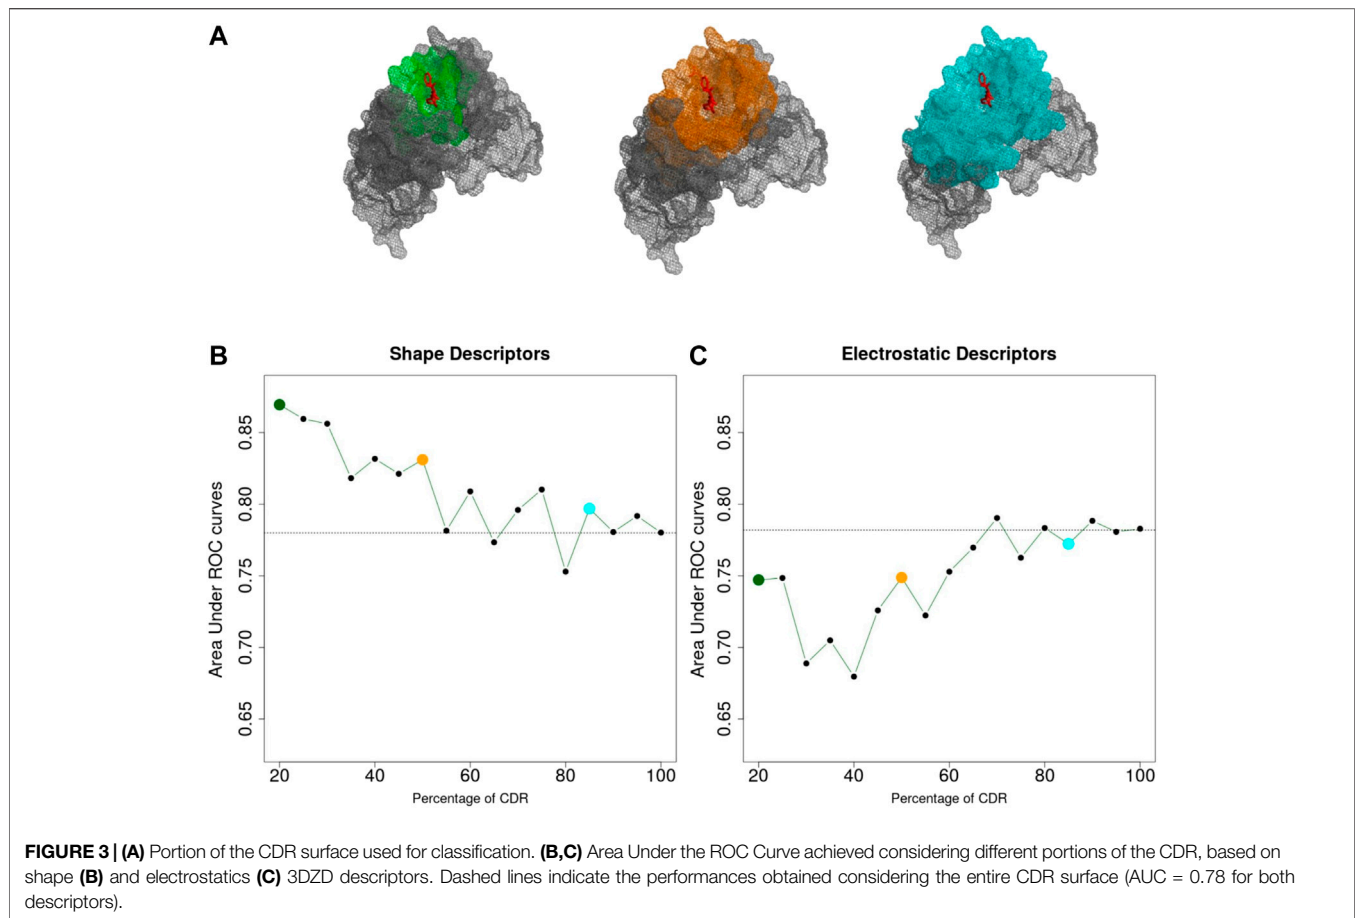 A
B
Shape Descriptors
Area Under ROC curves
0.85
0.80
0.75
0.70
0.65
20 40 60 80 100
Percentage of CDR
C
Electrostatic Descriptors
Area Under ROC curves
0.85
0.80
0.75
0.70
0.65
20 40 60 80 100
Percentage of CDR
FIGURE 3 | (A) Portion of the CDR surface used for classification. (B,C) Area Under the ROC Curve achieved considering different portions of the CDR, based on
shape (B) and electrostatics (C) 3DZD descriptors. Dashed lines indicate the performances obtained considering the entire CDR surface (AUC = 0.78 for both
descriptors).